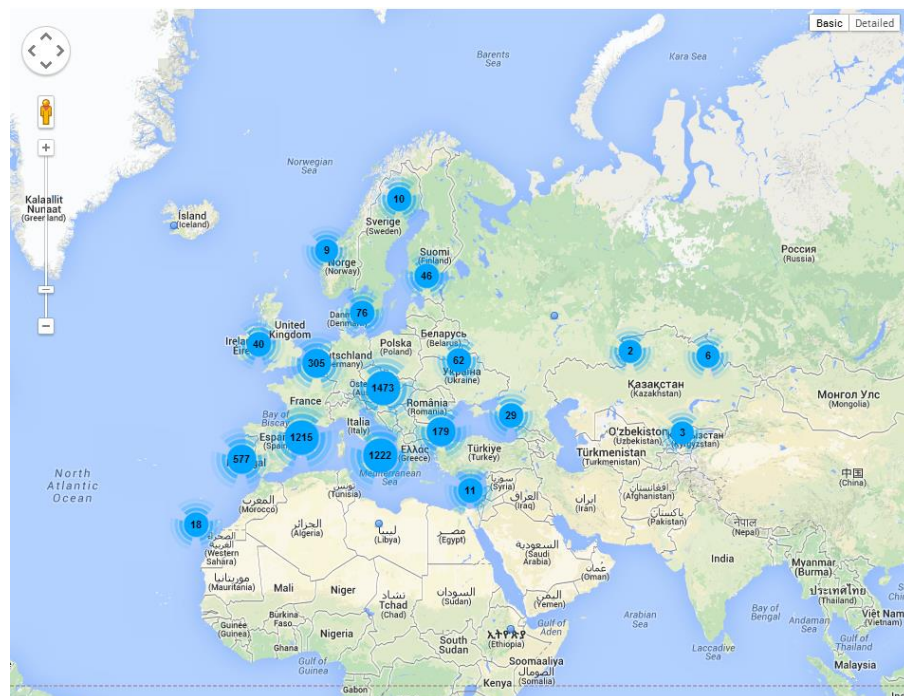 Basic Detailed
Barents
Sea
Kara Sea
Norwegian
Sea
Kalaallit
Nunaat
(Greenland)
Ísland
(Iceland)
10
Sverige
(Sweden)
9
Norge
(Norway)
Suomi
(Finland)
46
Россия
(Russia)
76
United
Kingdom
40
305
Polska
(Poland)
Беларусь
(Belarus)
62
Україна
(Ukraine)
2
6
1473
Қазақстан
(Kazakhstan)
Монгол Улс
(Mongolia)
France
România
(Romania)
29
Bay of
Biscay
Italia
(Italy)
1215
179
O'zbekiston
(Uzbekistan)
3
577
1222
Ελλάς
(Greece)
Türkiye
(Turkey)
Türkmenistan
(Turkmenistan)
中国
(China)
North
Atlantic
Ocean
Mediterranean
Sea
تونس
(Tunisia)
سوريا
(Syria)
11
العراق
(Iraq)
ایران
(Iran)
افغانستان
(Afghanistan)
المغرب
(Morocco)
18
الجزائر
(Algeria)
ليبيا
(Libya)
مصر
(Egypt)
پاکستان
(Pakistan)
नेपाल
(Nepal)
الصحراء
الغربية
(Western
Sahara)
السعودية
(Saudi
Arabia)
عمان
(Oman)
India
Myanmar
(Burma)
موريتانيا
(Mauritania)
Mali
Niger
تشاد
Tchad
(Chad)
السودان
(Sudan)
اليمن
(Yemen)
Arabian
Sea
Bay of
Bengal
ประเทศไทย
(Thailand)
Andaman
Sea
Việt Nam
(Vietnam)
Guinée
(Guinea)
Burkina
Faso
Ghana
Nigeria
South
Sudan
ኢትዮጵያ
(Ethiopia)
Gulf of
Aden
Laccadive
Sea
Gulf of
Thailand
Gulf of
Guinea
Soomaaliya
الصومال
(Somalia)
Malaysia
Gabon
Kenya